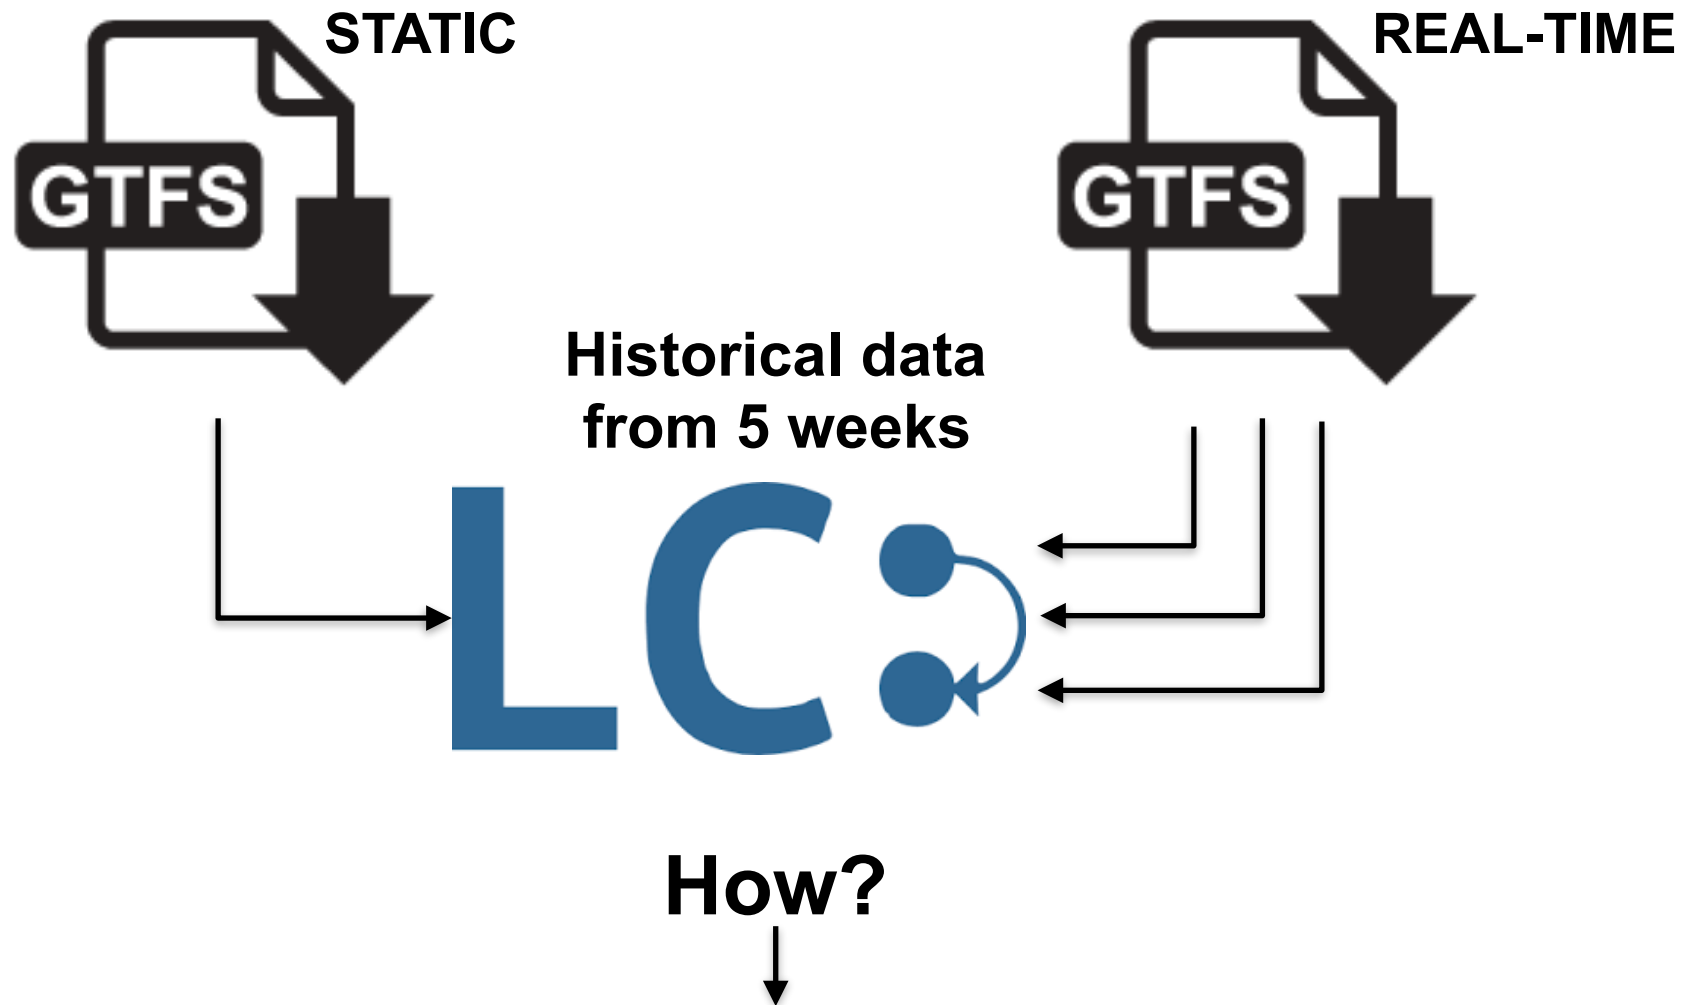 STATIC
REAL-TIME
GTFS
GTFS
Historical data
from 5 weeks
LC:
How?